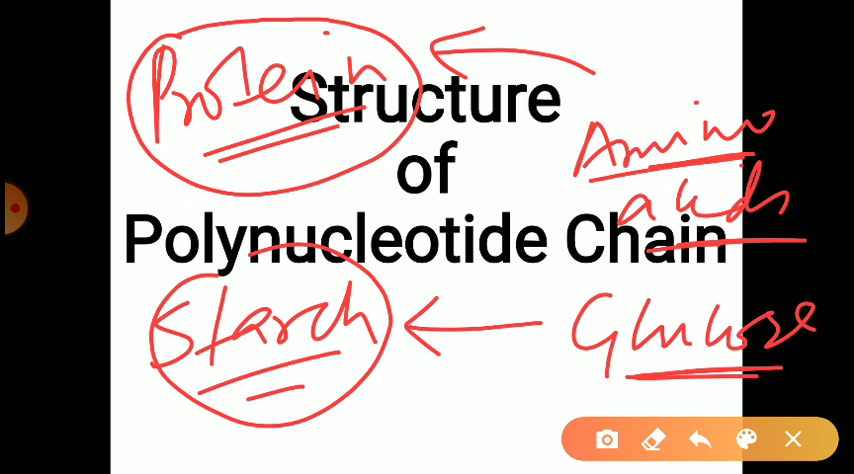 Protein
Structure
of
Amino
acids
Polynucleotide Chain
Starch
Glucose